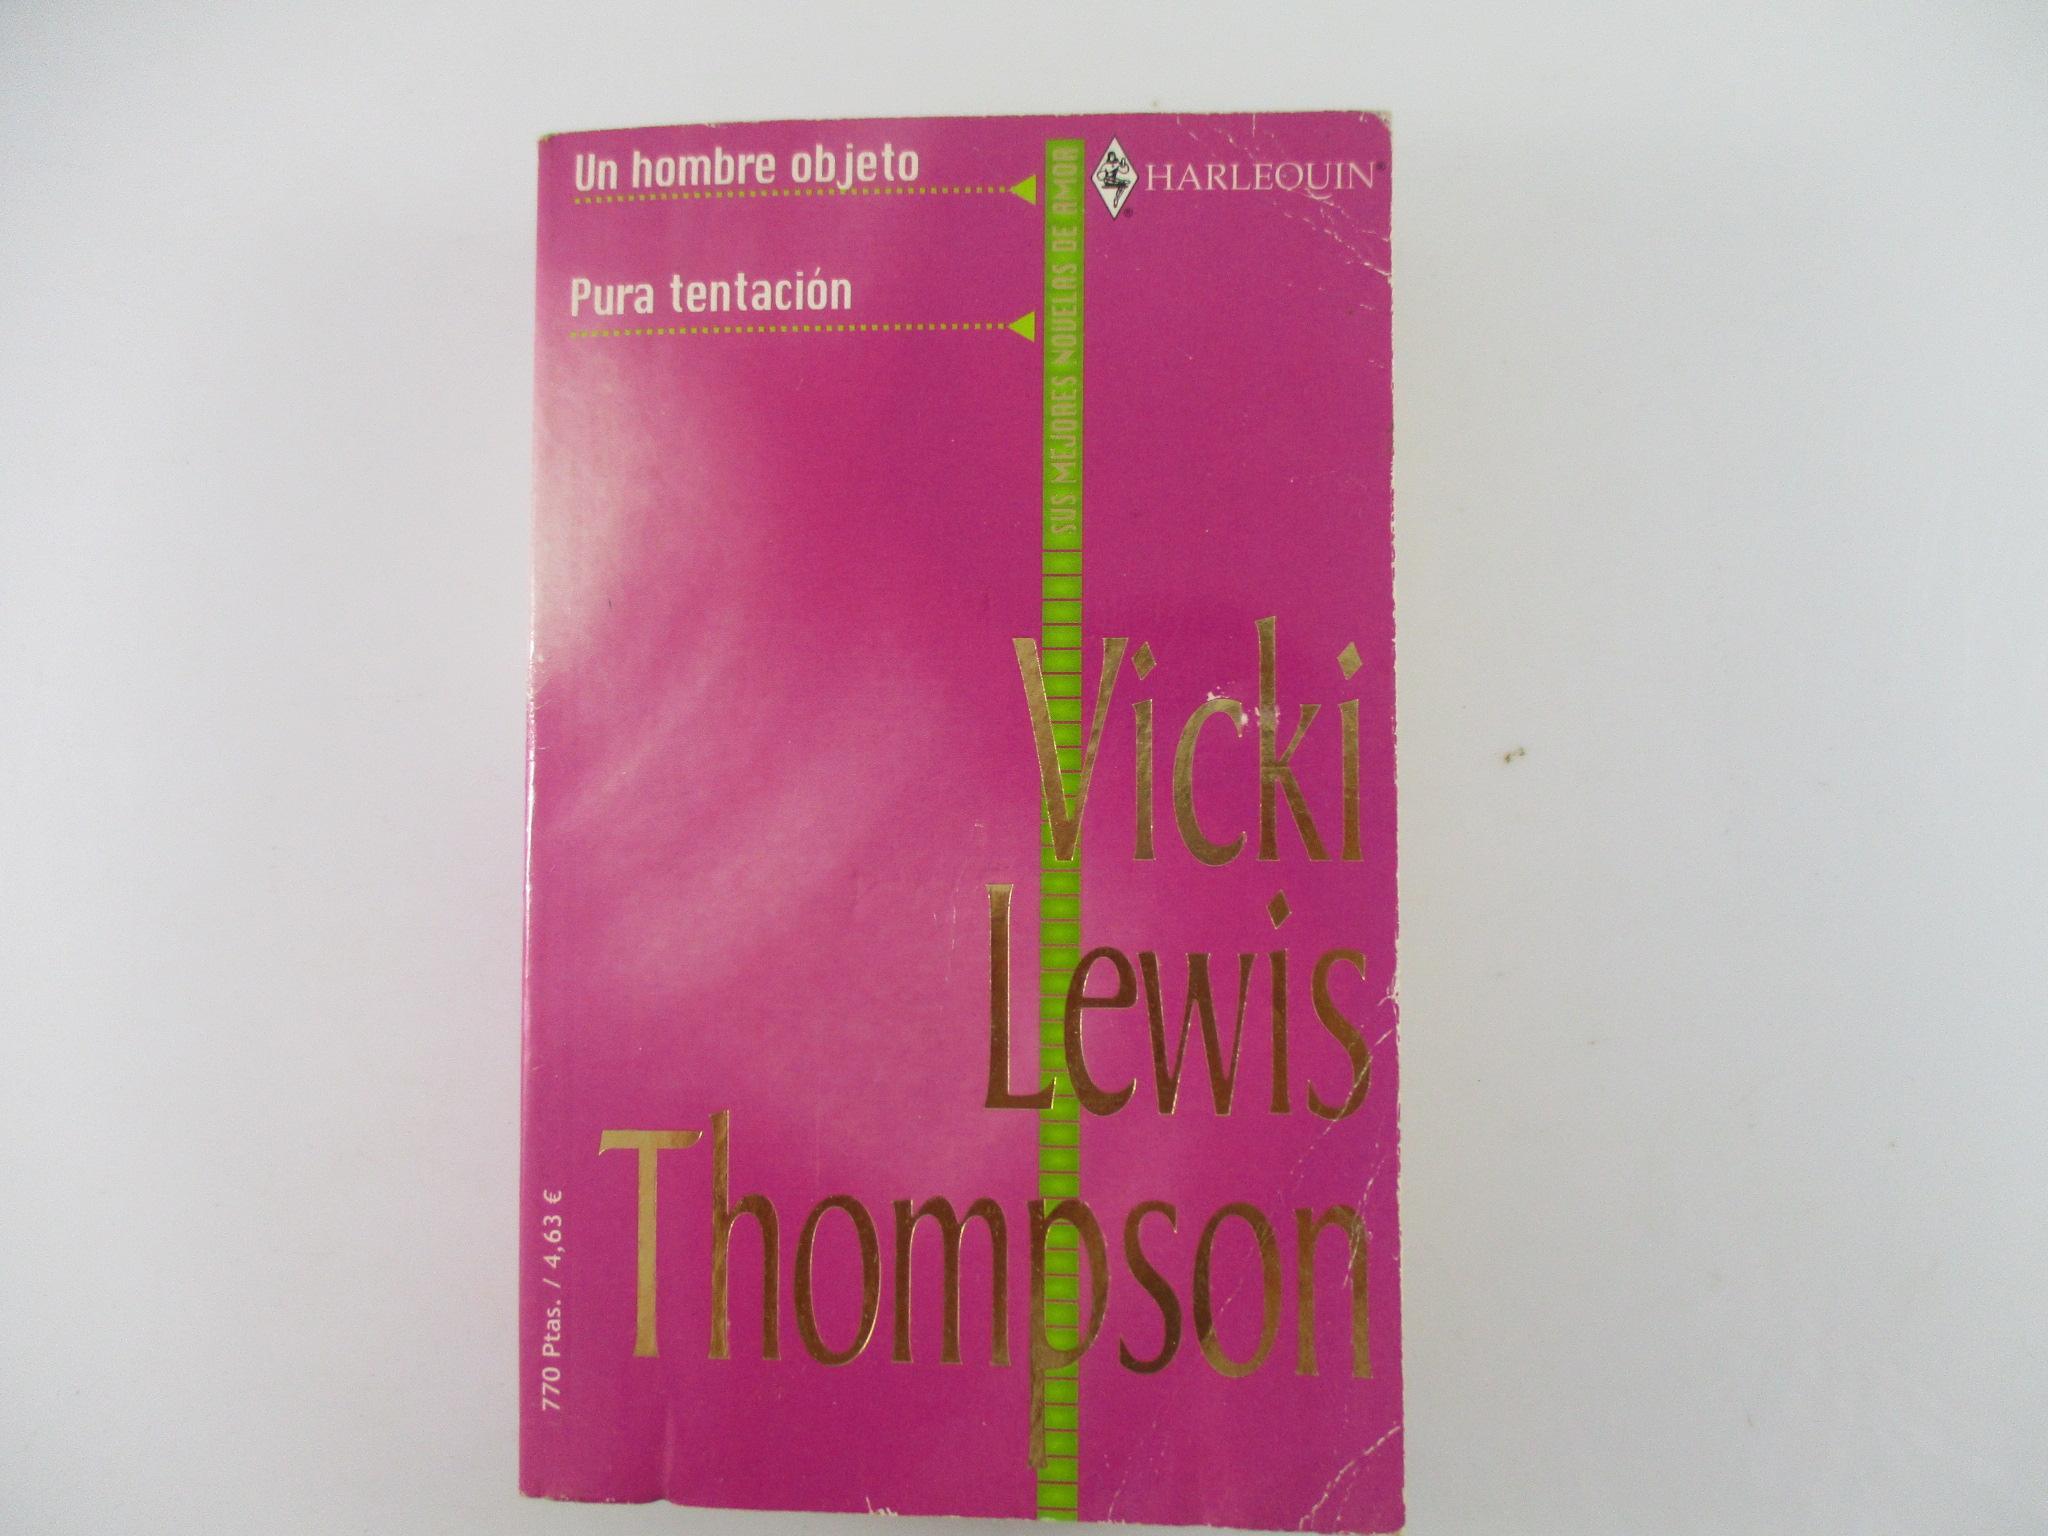 Un hombre objeto
Pura tentación
SUS MEJORES NOVELAS DE AMOR
HARLEQUIN®
®
Vicki
Lewis
Thompson
770 Ptas. / 4,63 €